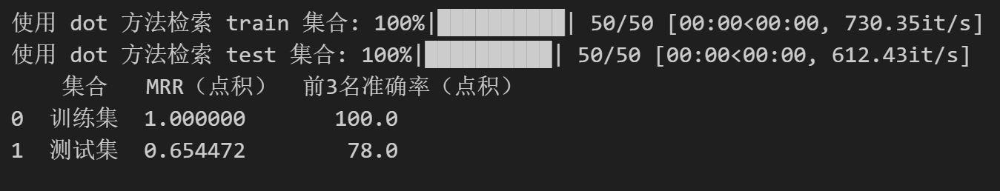 使用 dot 方法检索 train 集合: 100%|██████████| 50/50 [00:00<00:00, 730.35it/s]
使用 dot 方法检索 test 集合: 100%|██████████| 50/50 [00:00<00:00, 612.43it/s]
集合 MRR（点积） 前3名准确率（点积）
0 训练集 1.000000 100.0
1 测试集 0.654472 78.0